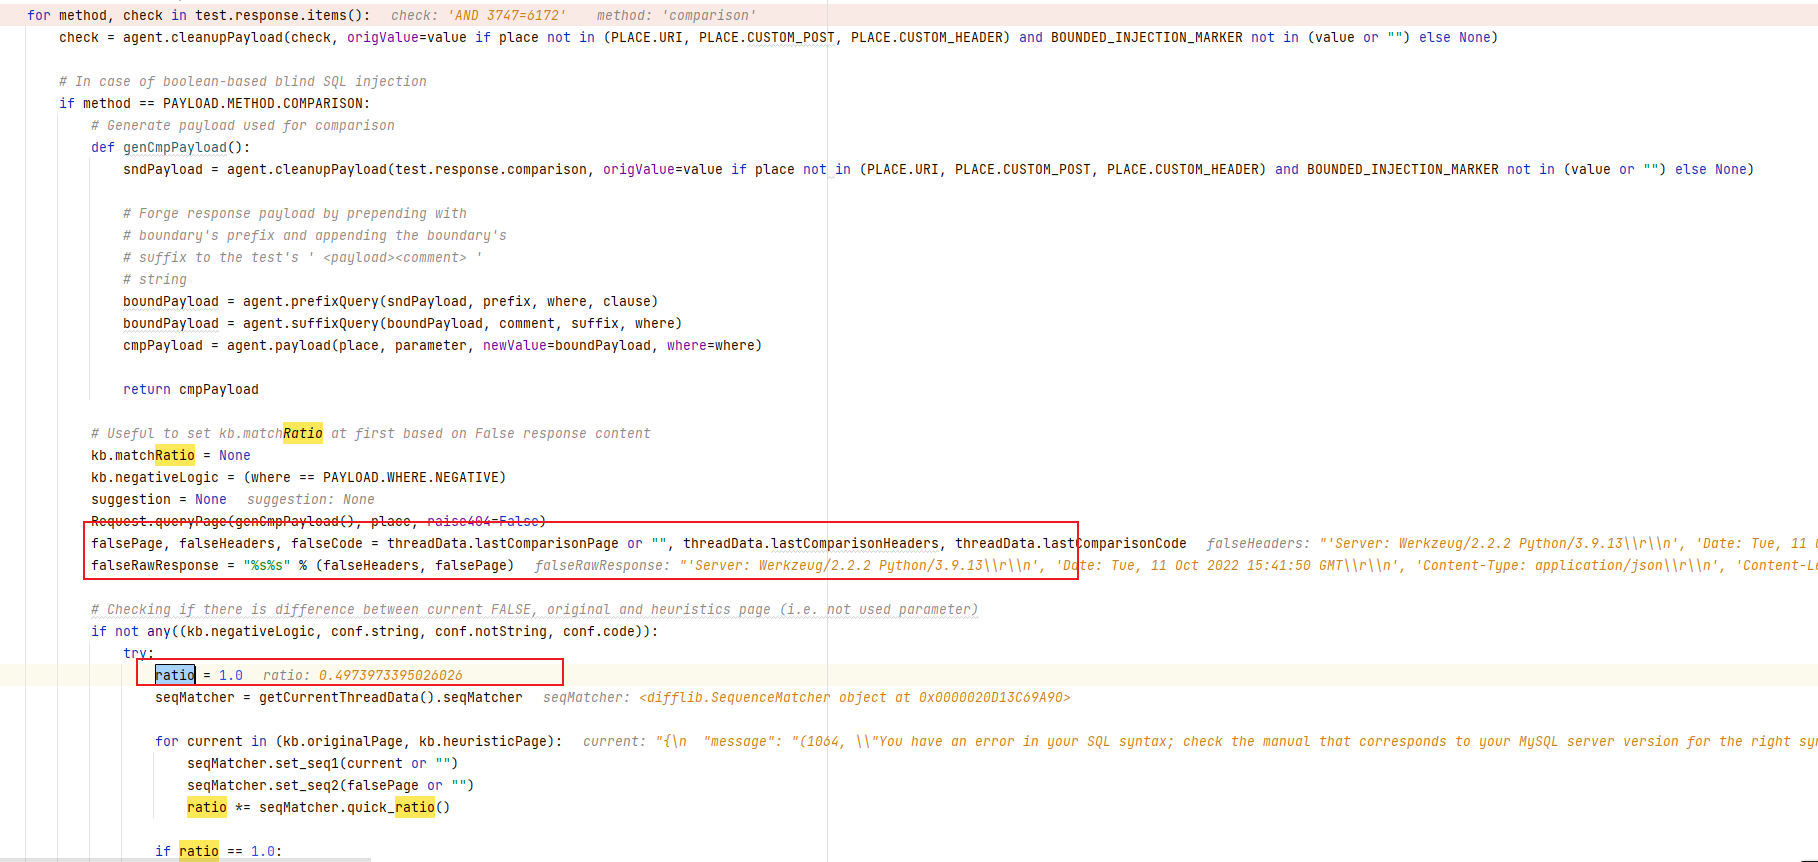 for method, check in test.response.items():   check: 'AND 3747=6172'    method: 'comparison'
check = agent.cleanupPayload(check, origValue=value if place not in (PLACE.URI, PLACE.CUSTOM_POST, PLACE.CUSTOM_HEADER) and BOUNDED_INJECTION_MARKER not in (value or "") else None)
# In case of boolean-based blind SQL injection
if method == PAYLOAD.METHOD.COMPARISON:
# Generate payload used for comparison
def genCmpPayload():
sndPayload = agent.cleanupPayload(test.response.comparison, origValue=value if place not in (PLACE.URI, PLACE.CUSTOM_POST, PLACE.CUSTOM_HEADER) and BOUNDED_INJECTION_MARKER not in (value or "") else None)
# Forge response payload by prepending with
# boundary's prefix and appending the boundary's
# suffix to the test's ' <payload><comment> '
# string
boundPayload = agent.prefixQuery(sndPayload, prefix, where, clause)
boundPayload = agent.suffixQuery(boundPayload, comment, suffix, where)
cmpPayload = agent.payload(place, parameter, newValue=boundPayload, where=where)
return cmpPayload
# Useful to set kb.matchRatio at first based on False response content
kb.matchRatio = None
kb.negativeLogic = (where == PAYLOAD.WHERE.NEGATIVE)
suggestion = None   suggestion: None
Request.queryPage(genCmpPayload(), place, raise404=False)
falsePage, falseHeaders, falseCode = threadData.lastComparisonPage or "", threadData.lastComparisonHeaders, threadData.lastComparisonCode   falseHeaders: "'Server: Werkzeug/2.2.2 Python/3.9.13\\r\\n', 'Date: Tue, 11
falseRawResponse = "%s%s" % (falseHeaders, falsePage)   falseRawResponse: "'Server: Werkzeug/2.2.2 Python/3.9.13\\r\\n', 'Date: Tue, 11 Oct 2022 15:41:50 GMT\\r\\n', 'Content-Type: application/json\\r\\n', 'Content-Le
# Checking if there is difference between current FALSE, original and heuristics page (i.e. not used parameter)
if not any((kb.negativeLogic, conf.string, conf.notString, conf.code)):
try:
ratio = 1.0   ratio: 0.4973973395026026
seqMatcher = getCurrentThreadData().seqMatcher   seqMatcher: <difflib.SequenceMatcher object at 0x0000020D13C69A90>
for current in (kb.originalPage, kb.heuristicPage):   current: "{\n  "message": "(1064, \\"You have an error in your SQL syntax; check the manual that corresponds to your MySQL server version for the right syn
seqMatcher.set_seq1(current or "")
seqMatcher.set_seq2(falsePage or "")
ratio *= seqMatcher.quick_ratio()
if ratio == 1.0: